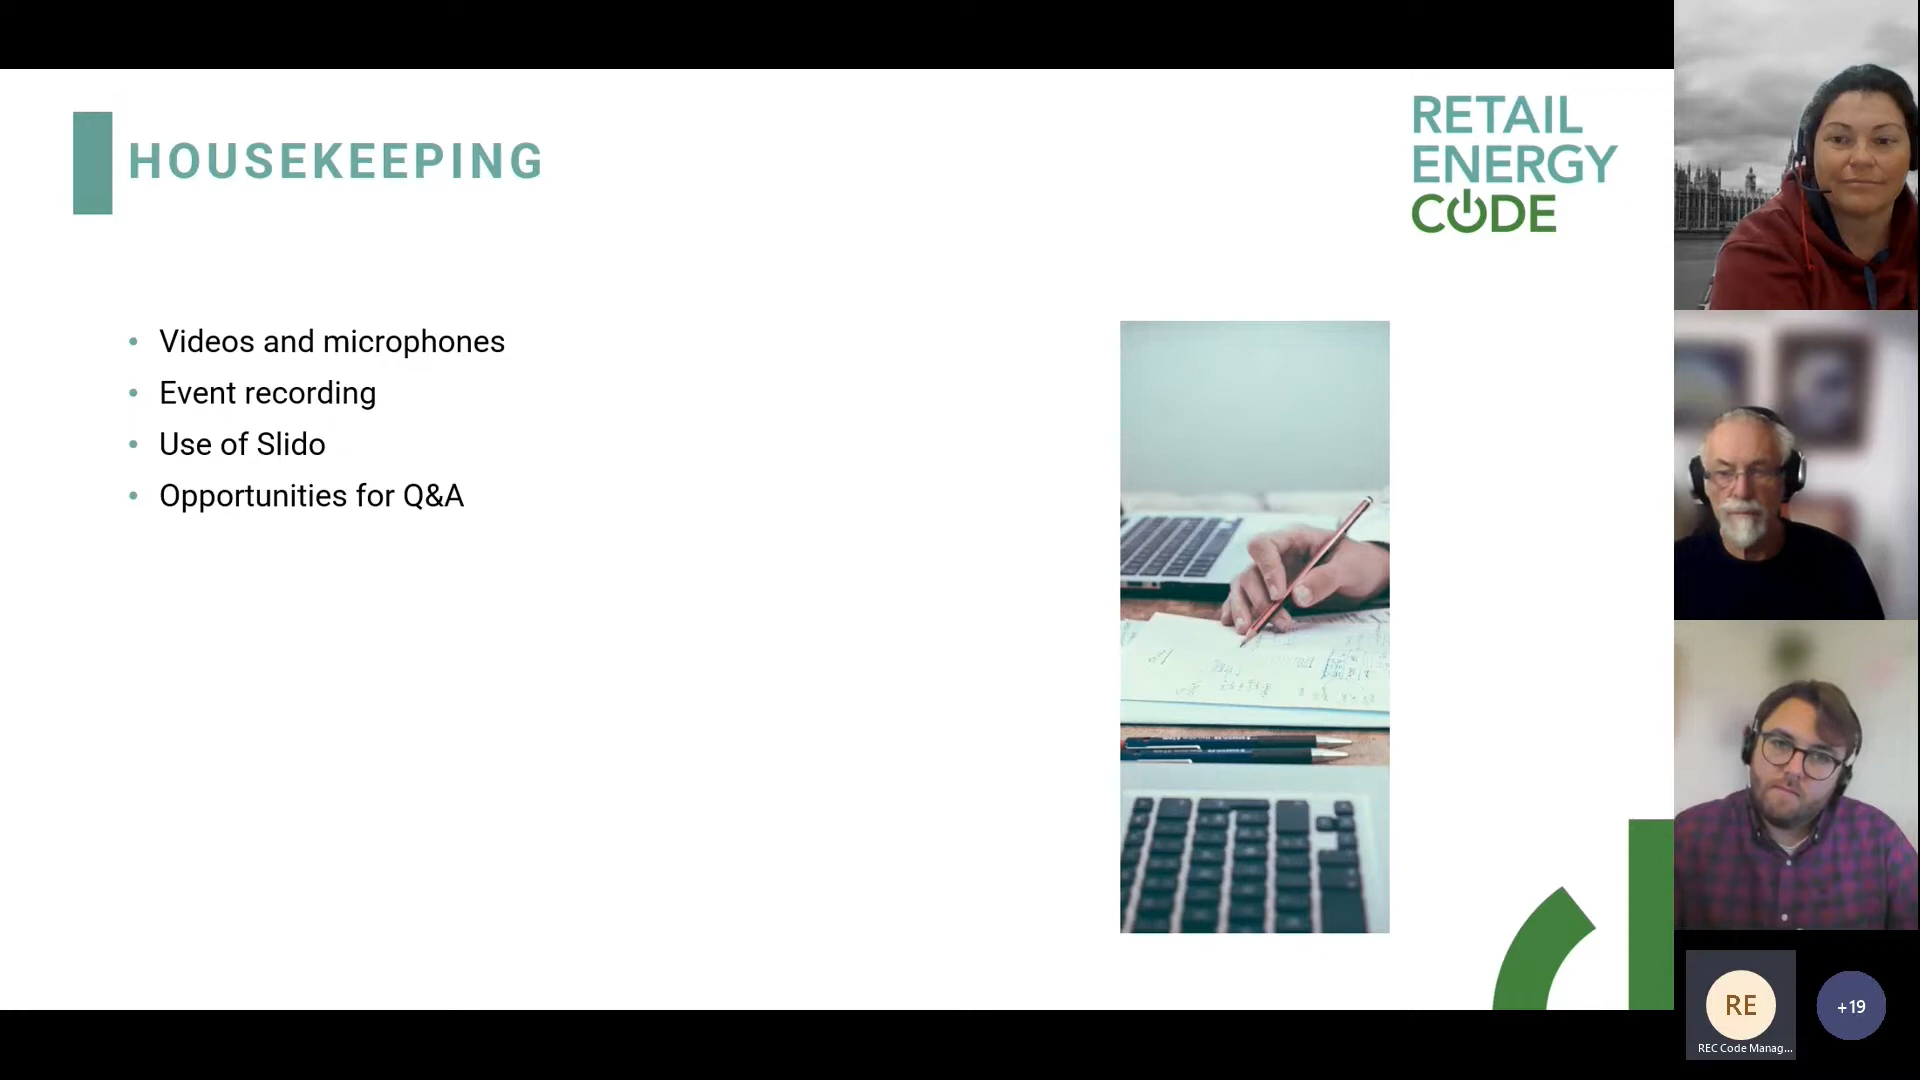 HOUSEKEEPING
RETAIL
ENERGY
CODE
Videos and microphones
Event recording
Use of Slido
Opportunities for Q&A
RE
REC Code Manag...
+19